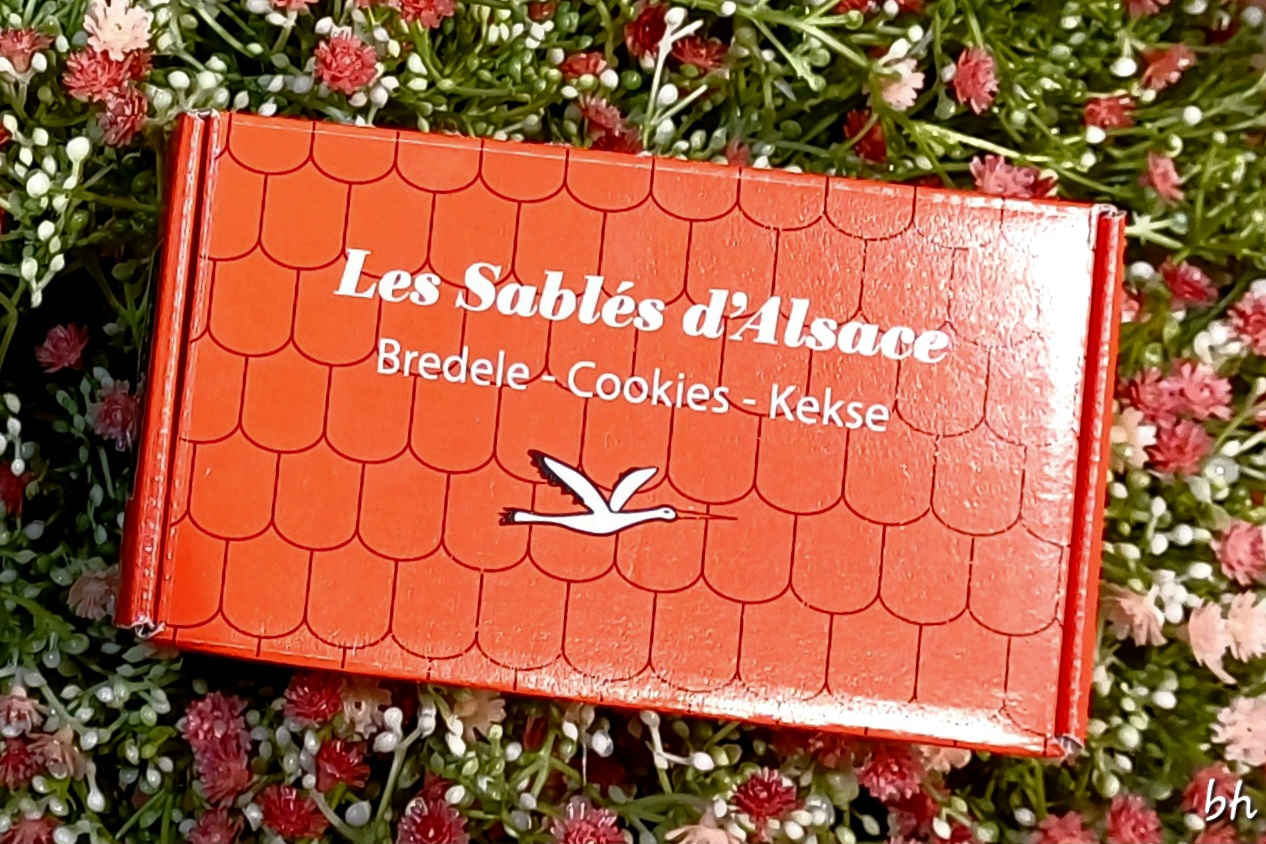 Les Sablés d'Alsace
Bredele - Cookies - Kekse
bh